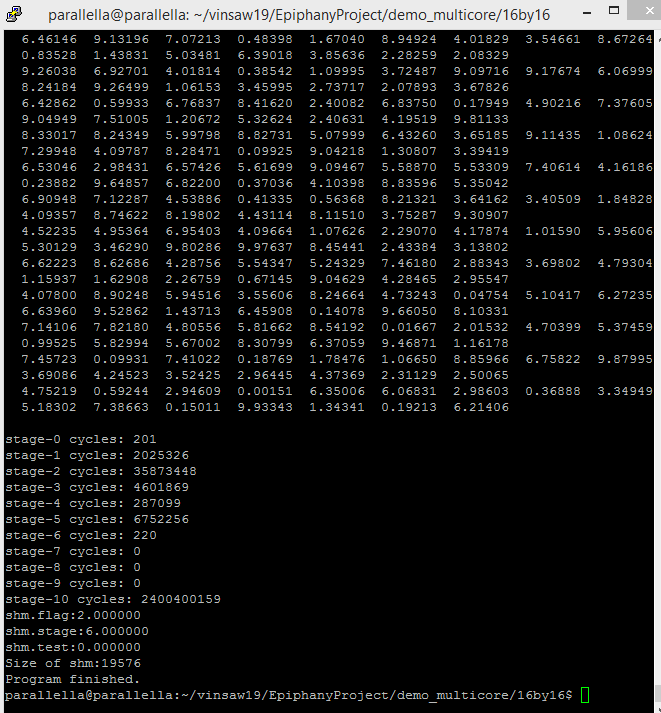 parallella@parallella: ~/vinsaw19/EpiphanyProject/demo_multicore/16by16
6.46146 9.13196 7.07213 0.48398 1.67040 8.94924 4.01829 3.54661 8.67264
0.83528 1.43831 5.03481 6.39018 3.85636 2.28259 2.08329
9.26038 6.92701 4.01814 0.38542 1.09995 3.72487 9.09716 9.17674 6.06999
8.24184 9.26499 1.06153 3.45995 2.73717 2.07893 3.67826
6.42862 0.59933 6.76837 8.41620 2.40082 6.83750 0.17949 4.90216 7.37605
9.04949 7.51005 1.20672 5.32624 2.40631 4.19519 9.81133
8.33017 8.24349 5.99798 8.82731 5.07999 6.43260 3.65185 9.11435 1.08624
7.29948 4.09787 8.28471 0.09925 9.04218 1.30807 3.39419
6.53046 2.98431 6.57426 5.61699 9.09467 5.58870 5.53309 7.40614 4.16186
0.23882 9.64857 6.82200 0.37036 4.10398 8.83596 5.35042
6.90948 7.12287 4.53886 0.41335 0.56368 8.21321 3.64162 3.40509 1.84828
4.09357 8.74622 8.19802 4.43114 8.11510 3.75287 9.30907
4.52235 4.95364 6.95403 4.09664 1.07626 2.29070 4.17874 1.01590 5.95606
5.30129 3.46290 9.80286 9.97637 8.45441 2.43384 3.13802
6.62223 8.62686 4.28756 5.54347 5.24329 7.46180 2.88343 3.69802 4.79304
1.15937 1.62908 2.26759 0.67145 9.04629 4.28465 2.95547
4.07800 8.90248 5.94516 3.55606 8.24664 4.73243 0.04754 5.10417 6.27235
6.63960 9.52862 1.43713 6.45908 0.14078 9.66050 8.10331
7.14106 7.82180 4.80556 5.81662 8.54192 0.01667 2.01532 4.70399 5.37459
0.99525 5.82994 5.67002 8.30799 6.37059 9.46871 1.16178
7.45723 0.09931 7.41022 0.18769 1.78476 1.06650 8.85966 6.75822 9.87995
3.69086 4.24523 3.52425 2.96445 4.37369 2.31129 2.50065
4.75219 0.59244 2.94609 0.00151 6.35006 6.06831 2.98603 0.36888 3.34949
5.18302 7.38663 0.15011 9.93343 1.34341 0.19213 6.21406
stage-0 cycles: 201
stage-1 cycles: 2025326
stage-2 cycles: 35873448
stage-3 cycles: 4601869
stage-4 cycles: 287099
stage-5 cycles: 6752256
stage-6 cycles: 220
stage-7 cycles: 0
stage-8 cycles: 0
stage-9 cycles: 0
stage-10 cycles: 2400400159
shm.flag:2.000000
shm.stage:6.000000
shm.test:0.000000
Size of shm:19576
Program finished.
parallella@parallella:~/vinsaw19/EpiphanyProject/demo_multicore/16by16$